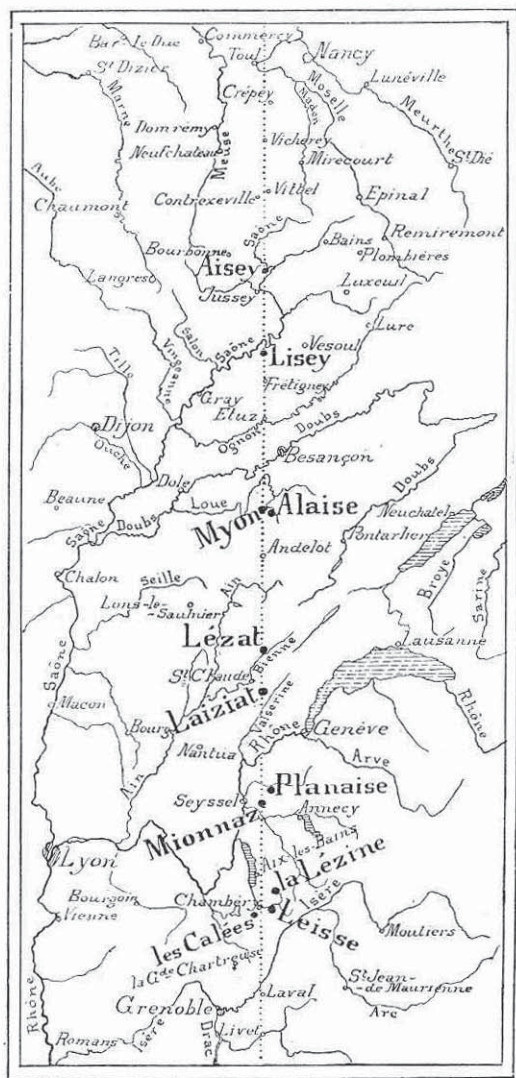 Commercy
Bar-le-Duc
Toul
Nancy
St Dizier
Lunéville
Crépey
Moselle
Madon
Marne
Meurthe
Domrémy
Meuse
Vicherey
Neufchateau
Mirecourt
St Dié
Aube
Contrexeville
Vittel
Epinal
Chaumont
Saône
Remiremont
Bourbonne
Bains
Plombières
Aisey
Langres
Jussey
Luxeuil
Lure
Salon
Saône
Vesoul
Vingeanne
Lisey
Tille
Frétigney
Gray
Etuz
Ognon
Doubs
Dijon
Ouche
Besançon
Dole
Doubs
Beaune
Loue
Alaise
Neuchatel
Saône
Doubs
Myon
Pontarlier
Andelot
Broye
Sarine
Chalon
Seille
Ain
Lons-le-
Saulnier
Lausanne
Lézat
Bienne
St Claude
Saône
Laiziat
Valserine
Rhône
Macon
Bourg
Rhône
Genève
Nantua
Arve
Ain
Planaise
Seyssel
Annecy
Mionnaz
Lyon
Aix-les-Bains
la Lézine
Bourgoin
Chambéry
Isère
Vienne
les Calées
Leisse
Moutiers
la Gde Chartreuse
St Jean-
-de Maurienne
Laval
Grenoble
Arc
Rhône
Isère
Romans
Drac
Livet